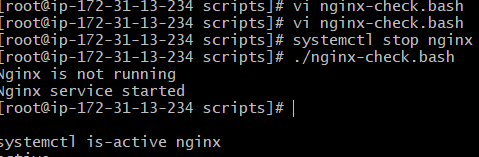 [root@ip-172-31-13-234 scripts]# vi nginx-check.bash
[root@ip-172-31-13-234 scripts]# vi nginx-check.bash
[root@ip-172-31-13-234 scripts]# systemctl stop nginx
[root@ip-172-31-13-234 scripts]# ./nginx-check.bash
Nginx is not running
Nginx service started
[root@ip-172-31-13-234 scripts]#
systemctl is-active nginx